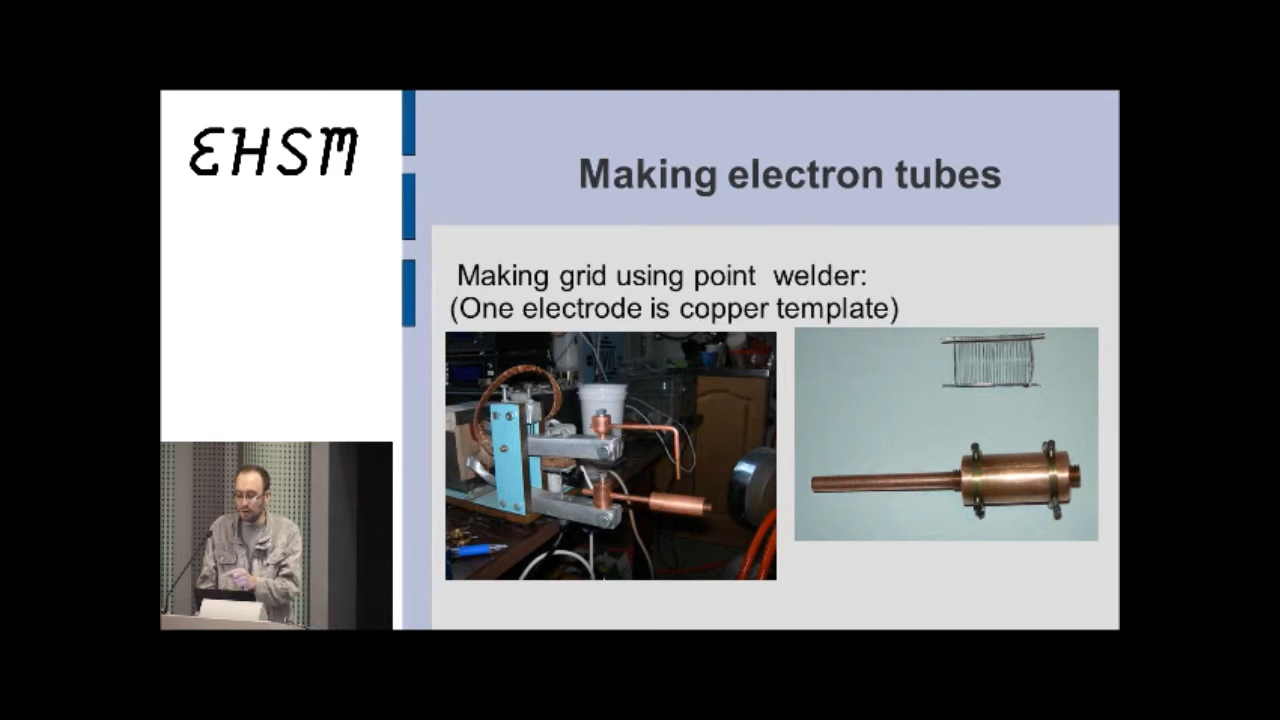 EHSM
Making electron tubes
Making grid using point welder:
(One electrode is copper template)